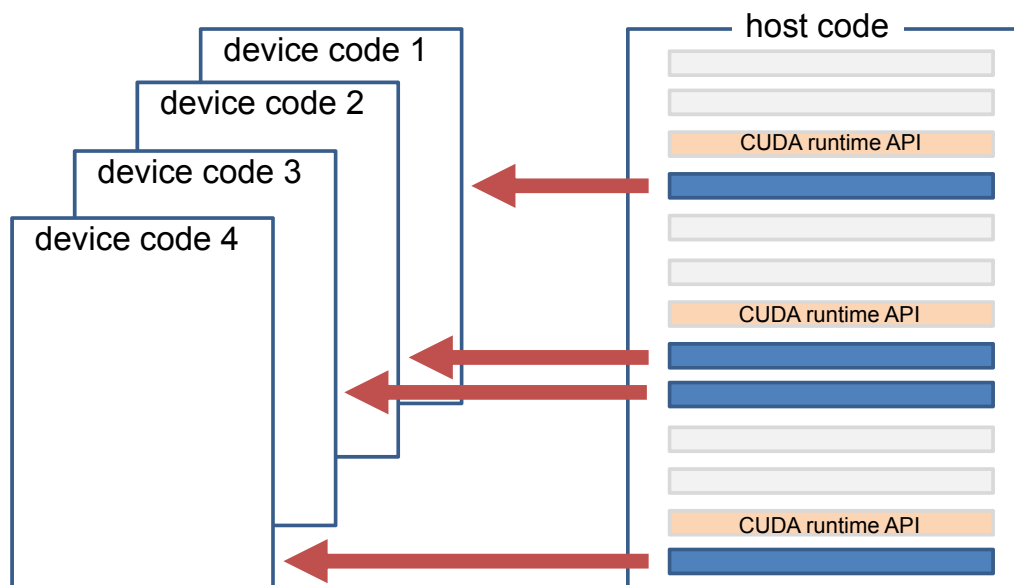 device code 1
device code 2
device code 3
device code 4
host code
CUDA runtime API
CUDA runtime API
CUDA runtime API